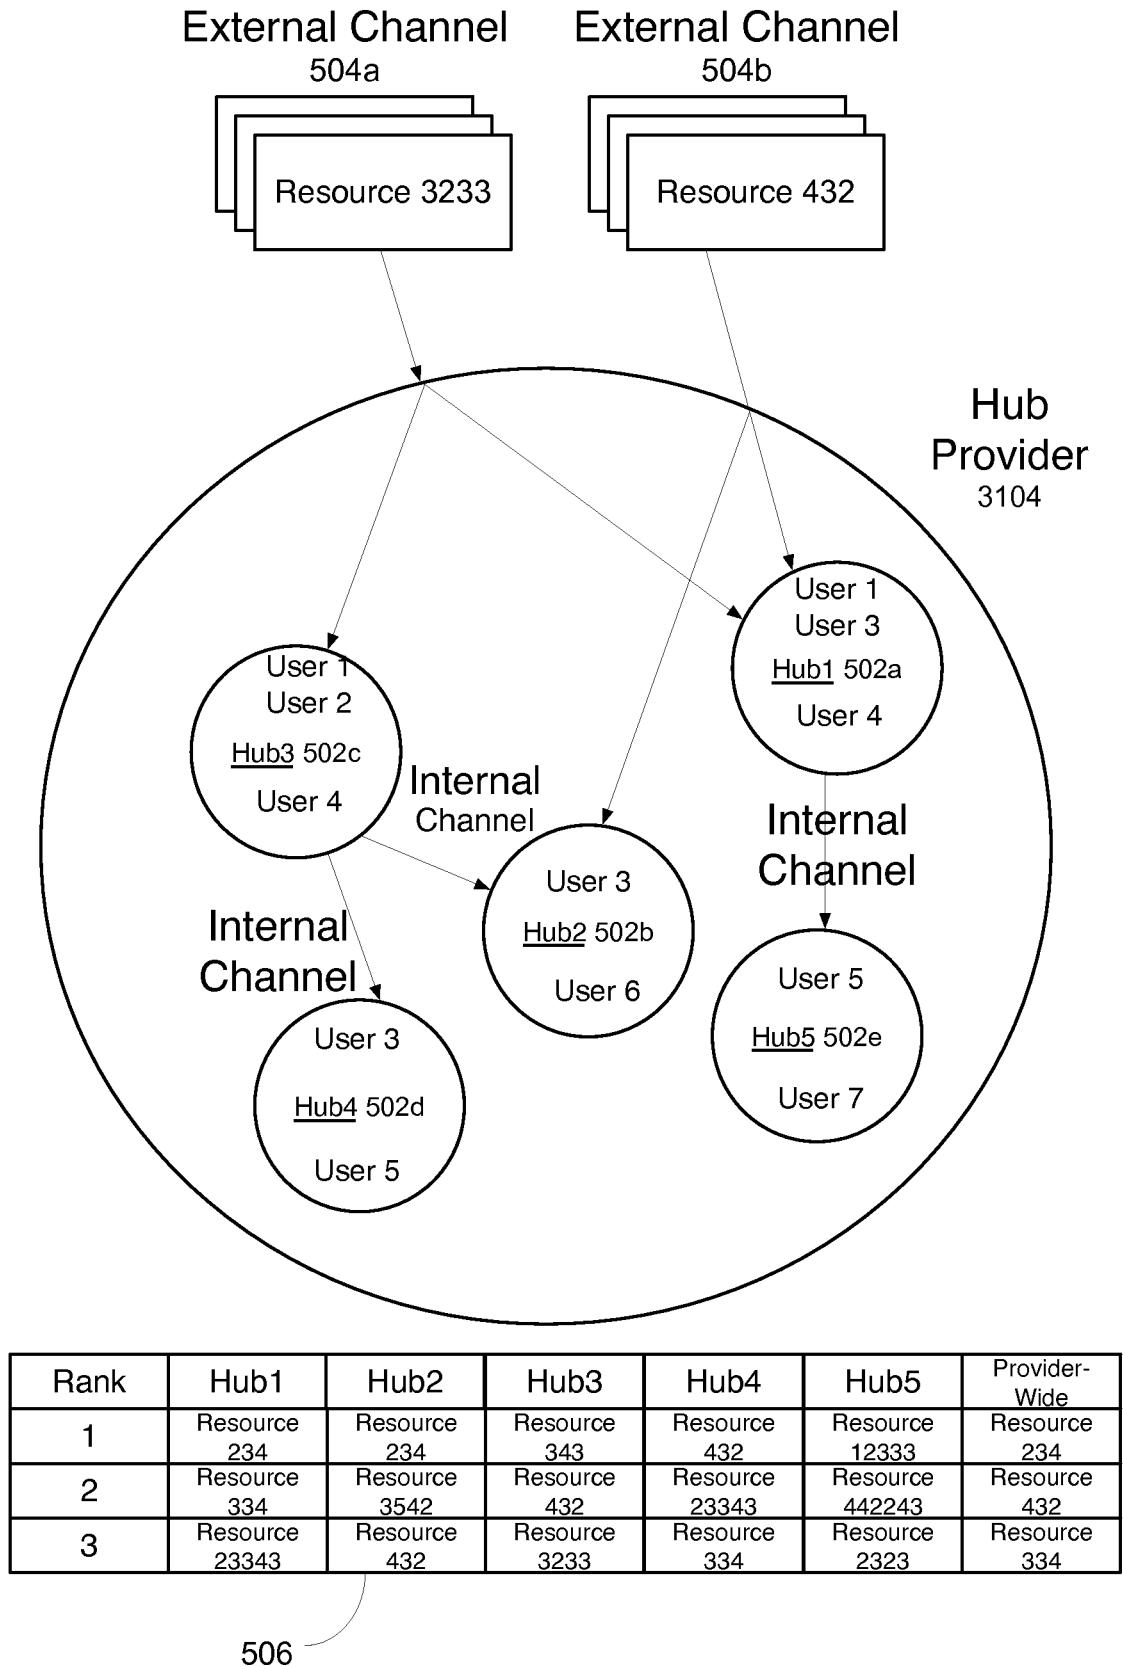 External Channel
504a
External Channel
504b
Resource 3233
Resource 432
Hub
Provider
3104
User 1
User 3
Hub1 502a
User 4
User 1
User 2
Hub3 502c
User 4
Internal
Channel
Internal
Channel
User 3
Hub2 502b
User 6
Internal
Channel
User 5
Hub5 502e
User 7
User 3
Hub4 502d
User 5
Rank Hub1 Hub2 Hub3 Hub4 Hub5 Provider-
Wide
1 Resource Resource Resource Resource Resource Resource
234 234 343 432 12333 234
2 Resource Resource Resource Resource Resource Resource
334 3542 432 23343 442243 432
3 Resource Resource Resource Resource Resource Resource
23343 432 3233 334 2323 334
506